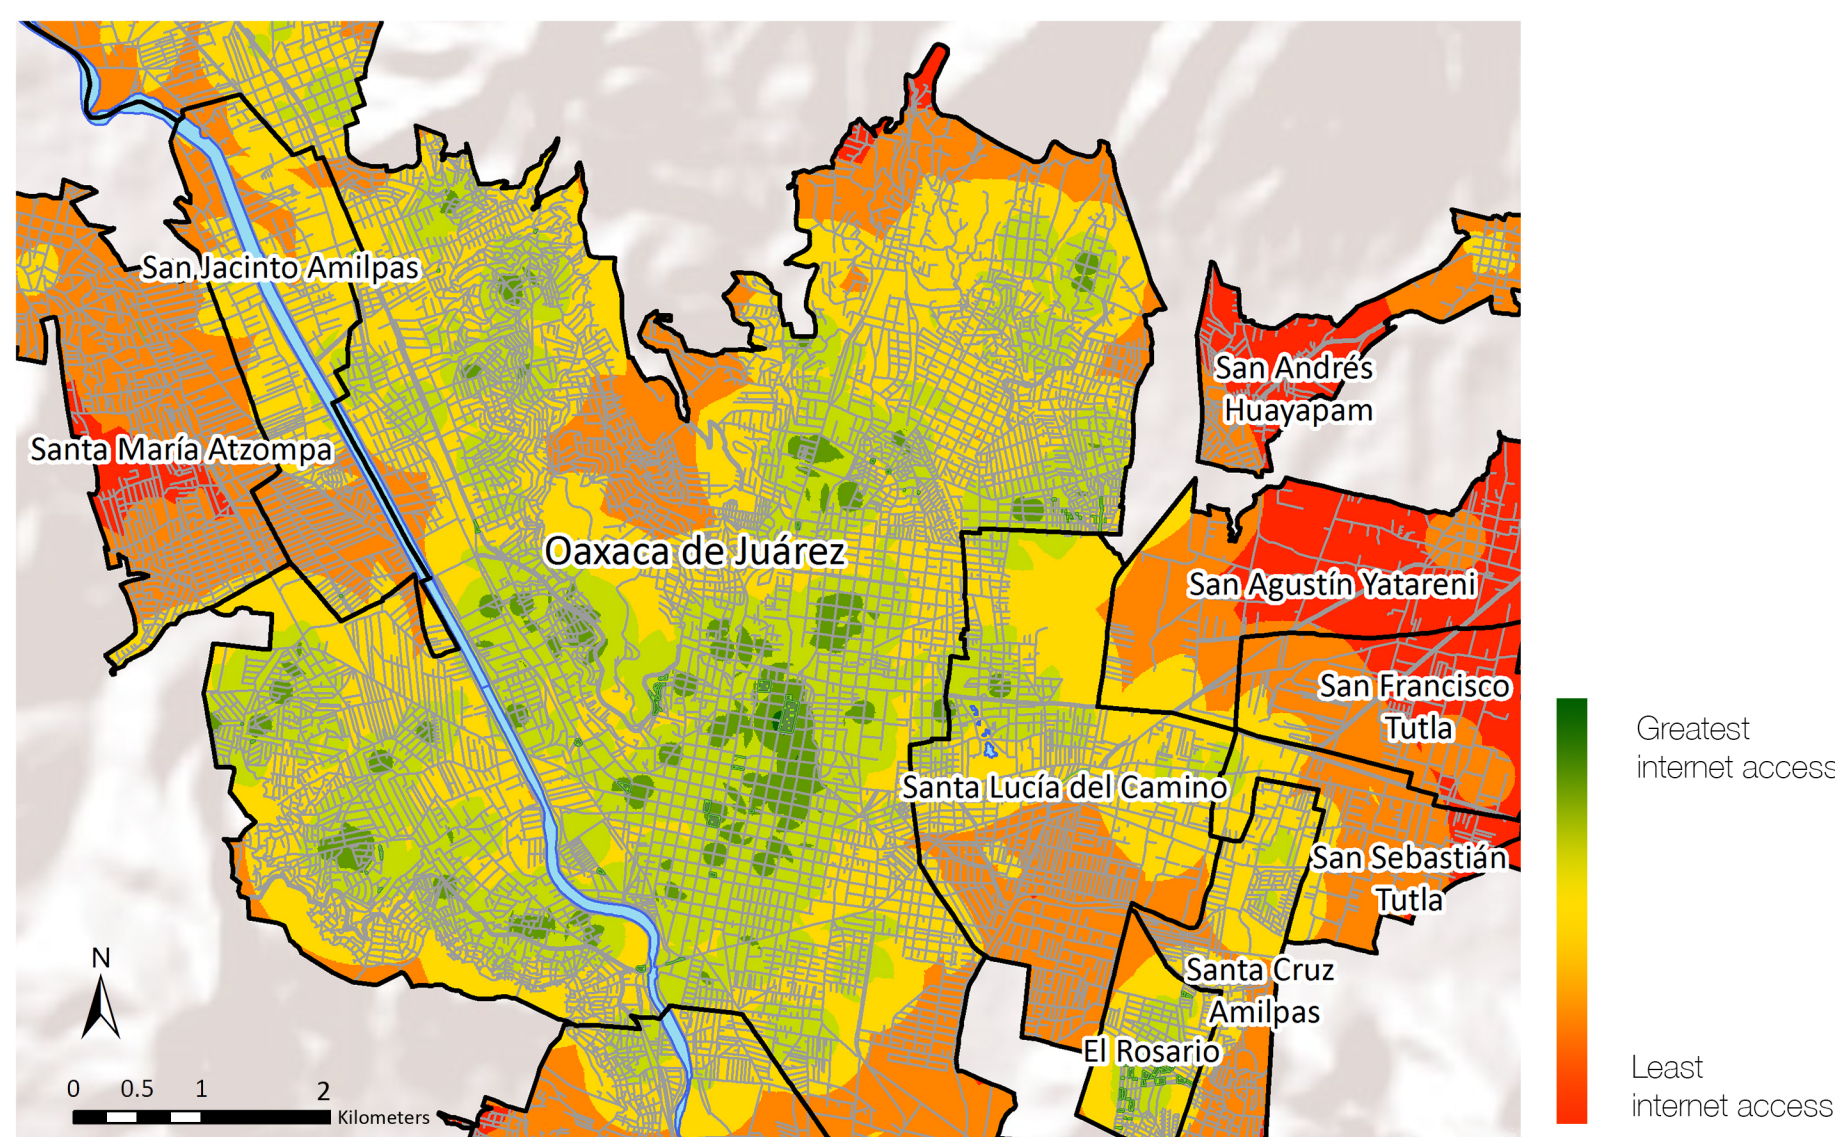 San Jacinto Amilpas
San Andrés
Huayapam
Santa María Atzompa
Oaxaca de Juárez
San Agustín Yatareni
San Francisco
Tutla
Santa Lucía del Camino
San Sebastián
Tutla
Santa Cruz
Amilpas
El Rosario
N
0 0.5 1 2
Kilometers
Greatest
internet access
Least
internet access